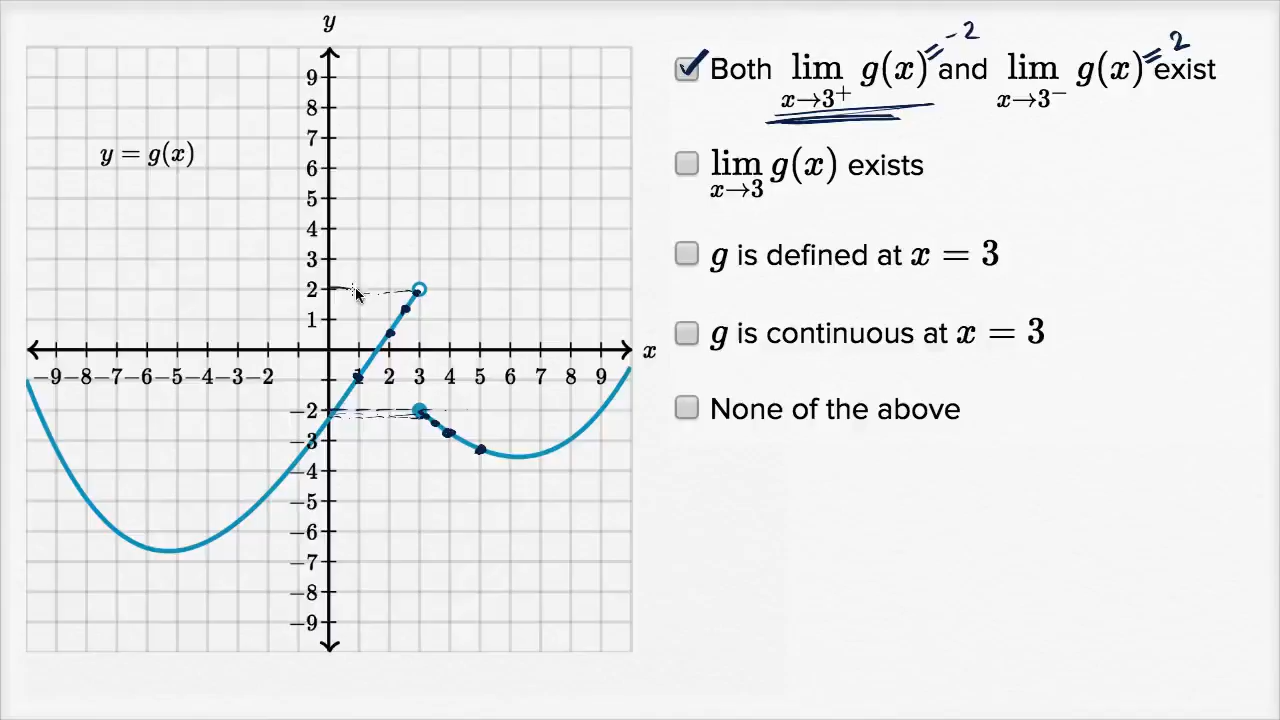 y
9
8
7
6
5
4
3
2
1
y = g(x)
x
−9 −8 −7 −6 −5 −4 −3 −2 2 3 4 5 6 7 8 9
−2
−3
−4
−5
−6
−7
−8
−9
Both lim x→3⁺ g(x) = -2 and lim x→3⁻ g(x) = 2 exist
lim x→3 g(x) exists
g is defined at x = 3
g is continuous at x = 3
None of the above